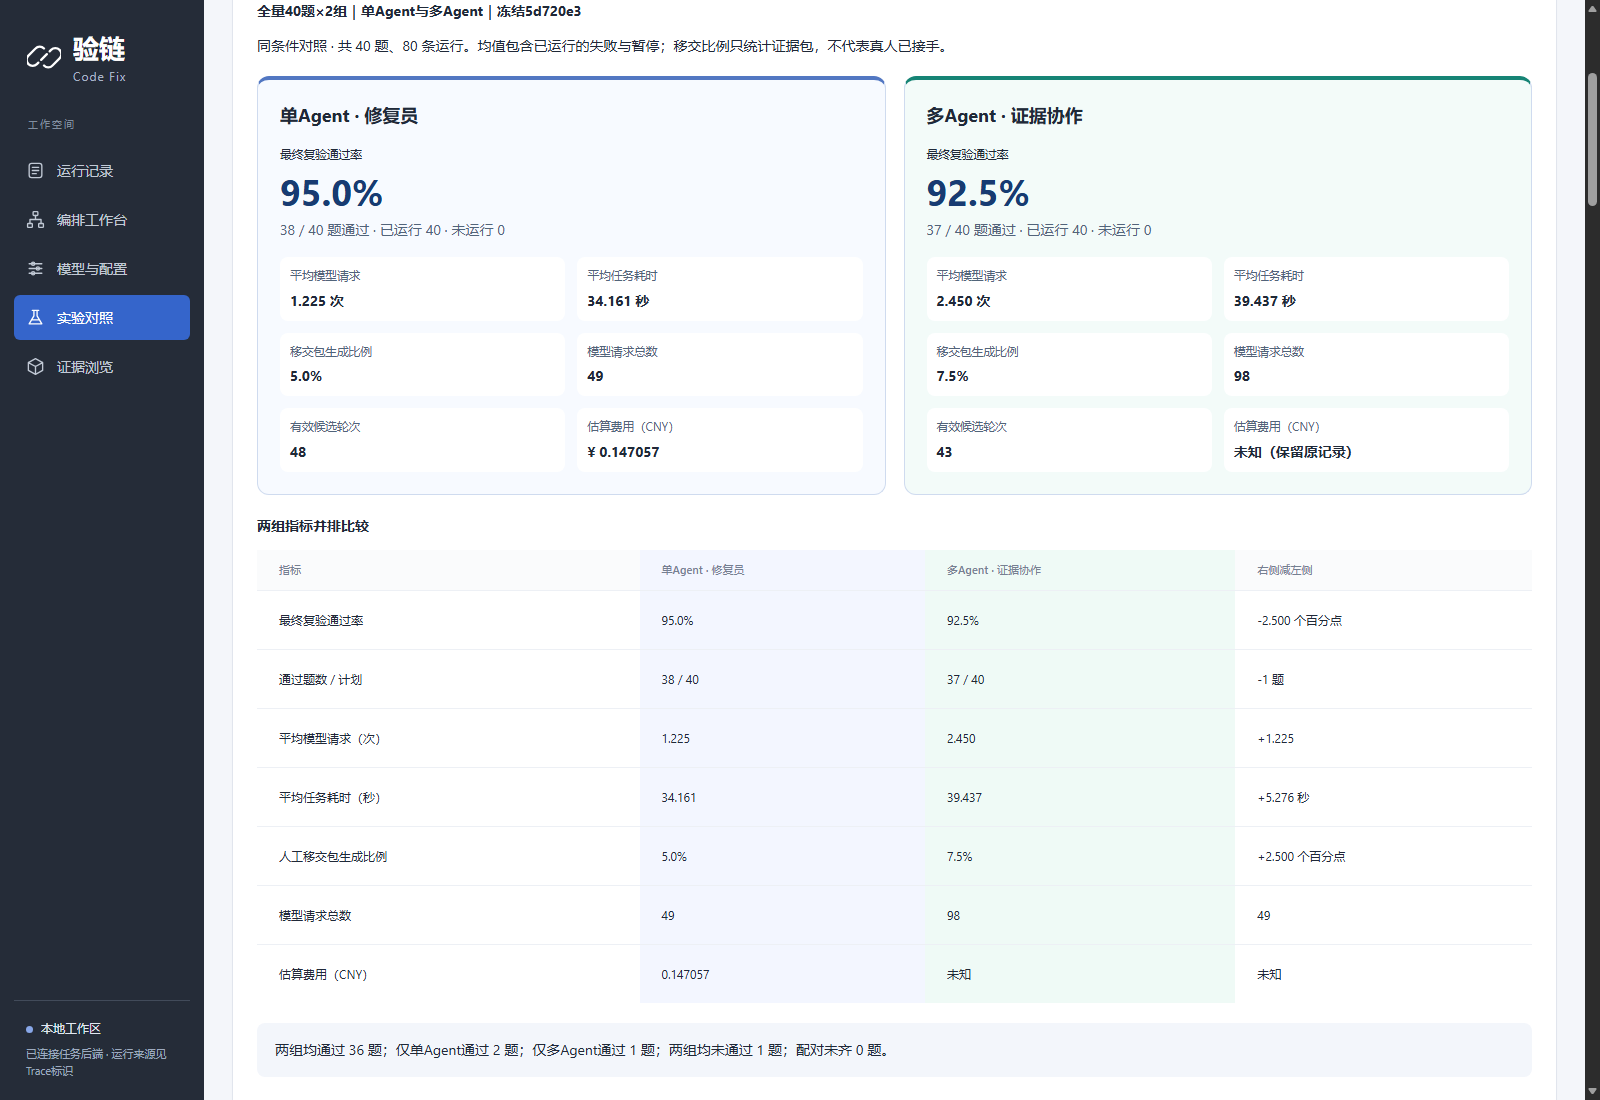 验链
Code Fix
工作空间
运行记录
编排工作台
模型与配置
实验对照
证据浏览
本地工作区
已连接任务后端 · 运行来源见
Trace标识
全量40题×2组｜单Agent与多Agent｜冻结5d720e3
同条件对照 · 共 40 题、80 条运行。均值包含已运行的失败与暂停；移交比例只统计证据包，不代表真人已接手。
单Agent · 修复员
最终复验通过率
95.0%
38 / 40 题通过 · 已运行 40 · 未运行 0
平均模型请求
1.225 次
平均任务耗时
34.161 秒
移交包生成比例
5.0%
模型请求总数
49
有效候选轮次
48
估算费用（CNY）
¥ 0.147057
多Agent · 证据协作
最终复验通过率
92.5%
37 / 40 题通过 · 已运行 40 · 未运行 0
平均模型请求
2.450 次
平均任务耗时
39.437 秒
移交包生成比例
7.5%
模型请求总数
98
有效候选轮次
43
估算费用（CNY）
未知（保留原记录）
两组指标并排比较
指标 单Agent · 修复员 多Agent · 证据协作 右侧减左侧
最终复验通过率 95.0% 92.5% -2.500 个百分点
通过题数 / 计划 38 / 40 37 / 40 -1 题
平均模型请求（次） 1.225 2.450 +1.225
平均任务耗时（秒） 34.161 39.437 +5.276 秒
人工移交包生成比例 5.0% 7.5% +2.500 个百分点
模型请求总数 49 98 49
估算费用（CNY） 0.147057 未知 未知
两组均通过 36 题；仅单Agent通过 2 题；仅多Agent通过 1 题；两组均未通过 1 题；配对未齐 0 题。